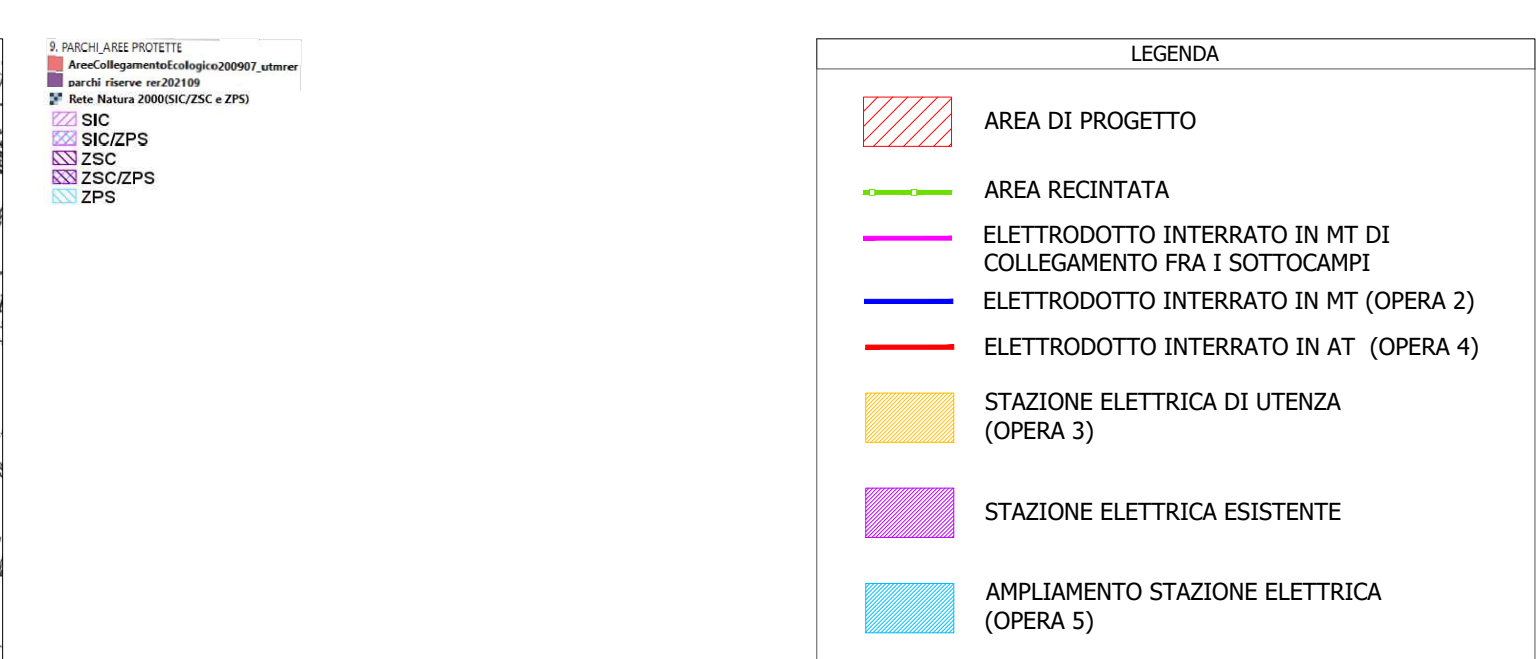 9. PARCHI_AREE PROTETTE
AreeCollegamentoEcologico200907_utmrer
parchi riserve rer202109
Rete Natura 2000(SIC/ZSC e ZPS)
SIC
SIC/ZPS
ZSC
ZSC/ZPS
ZPS
LEGENDA
AREA DI PROGETTO
AREA RECINTATA
ELETTRODOTTO INTERRATO IN MT DI
COLLEGAMENTO FRA I SOTTOCAMPI
ELETTRODOTTO INTERRATO IN MT (OPERA 2)
ELETTRODOTTO INTERRATO IN AT (OPERA 4)
STAZIONE ELETTRICA DI UTENZA
(OPERA 3)
STAZIONE ELETTRICA ESISTENTE
AMPLIAMENTO STAZIONE ELETTRICA
(OPERA 5)